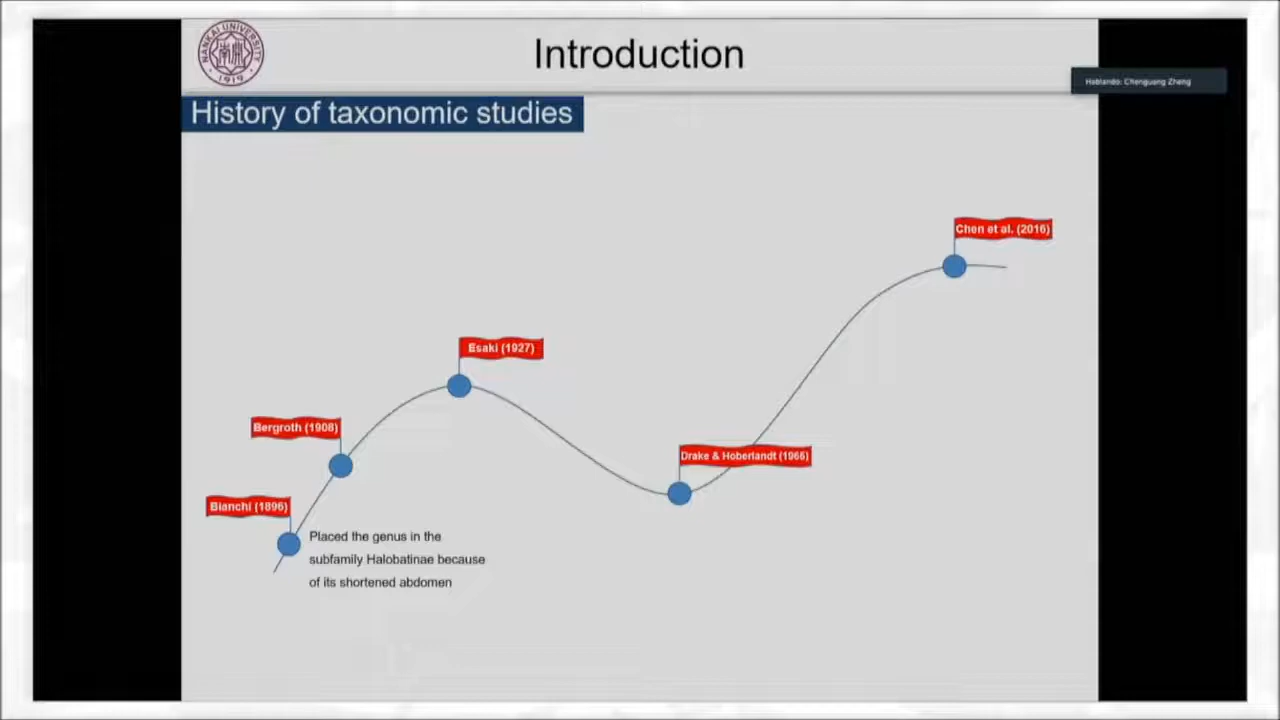 NANKAI UNIVERSITY
1919
Introduction
Hablando: Chenguang Zheng
History of taxonomic studies
Chen et al. (2016)
Esaki (1927)
Bergroth (1908)
Drake & Hoberlandt (1965)
Bianchi (1896)
Placed the genus in the
subfamily Halobatinae because
of its shortened abdomen